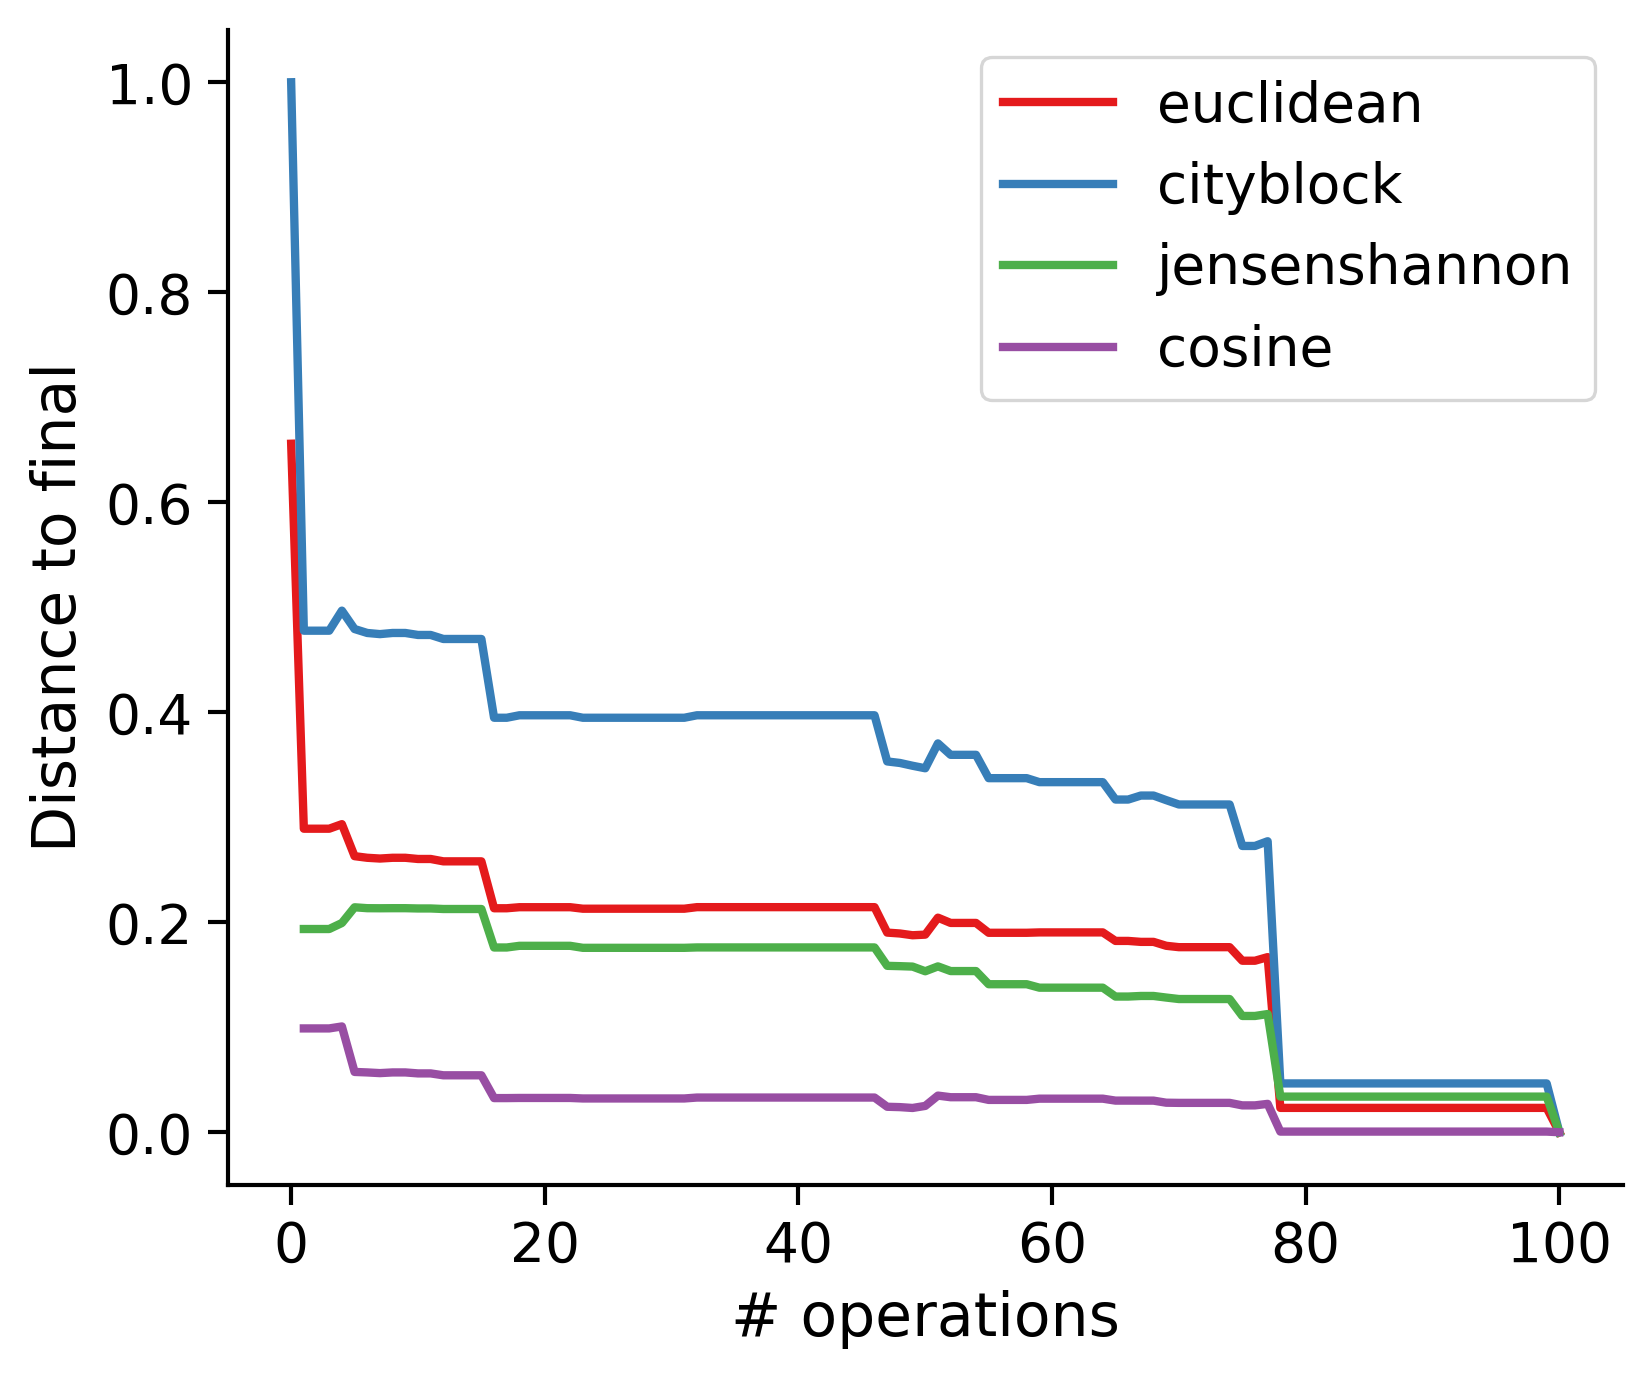 euclidean
cityblock
jensenshannon
cosine
Distance to final
1.0
0.8
0.6
0.4
0.2
0.0
0 20 40 60 80 100
# operations